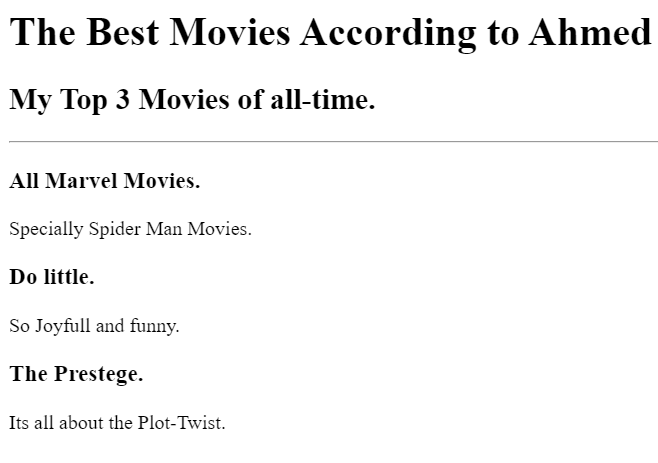 The Best Movies According to Ahmed
My Top 3 Movies of all-time.
All Marvel Movies.
Specially Spider Man Movies.
Do little.
So Joyfull and funny.
The Prestege.
Its all about the Plot-Twist.